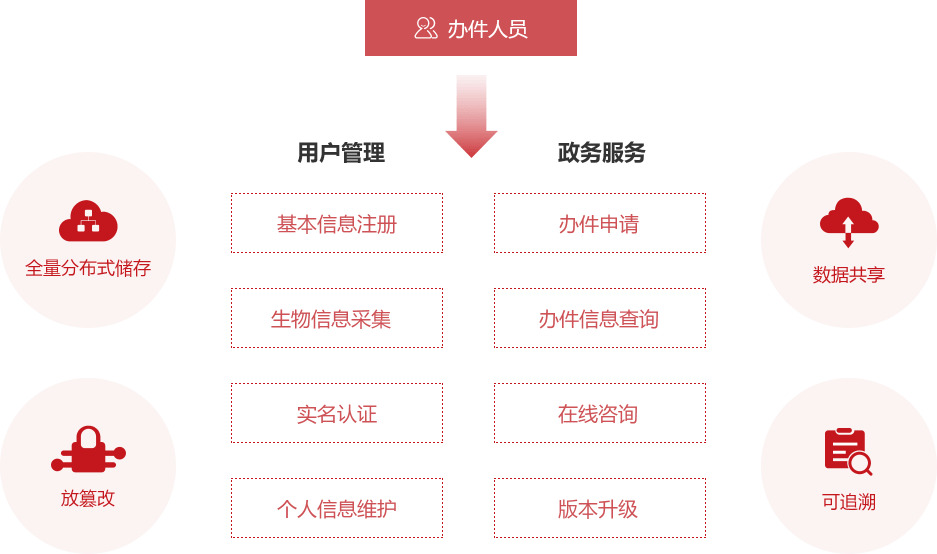 办件人员
用户管理
政务服务
全量分布式储存
放篡改
基本信息注册
生物信息采集
实名认证
个人信息维护
办件申请
办件信息查询
在线咨询
版本升级
数据共享
可追溯